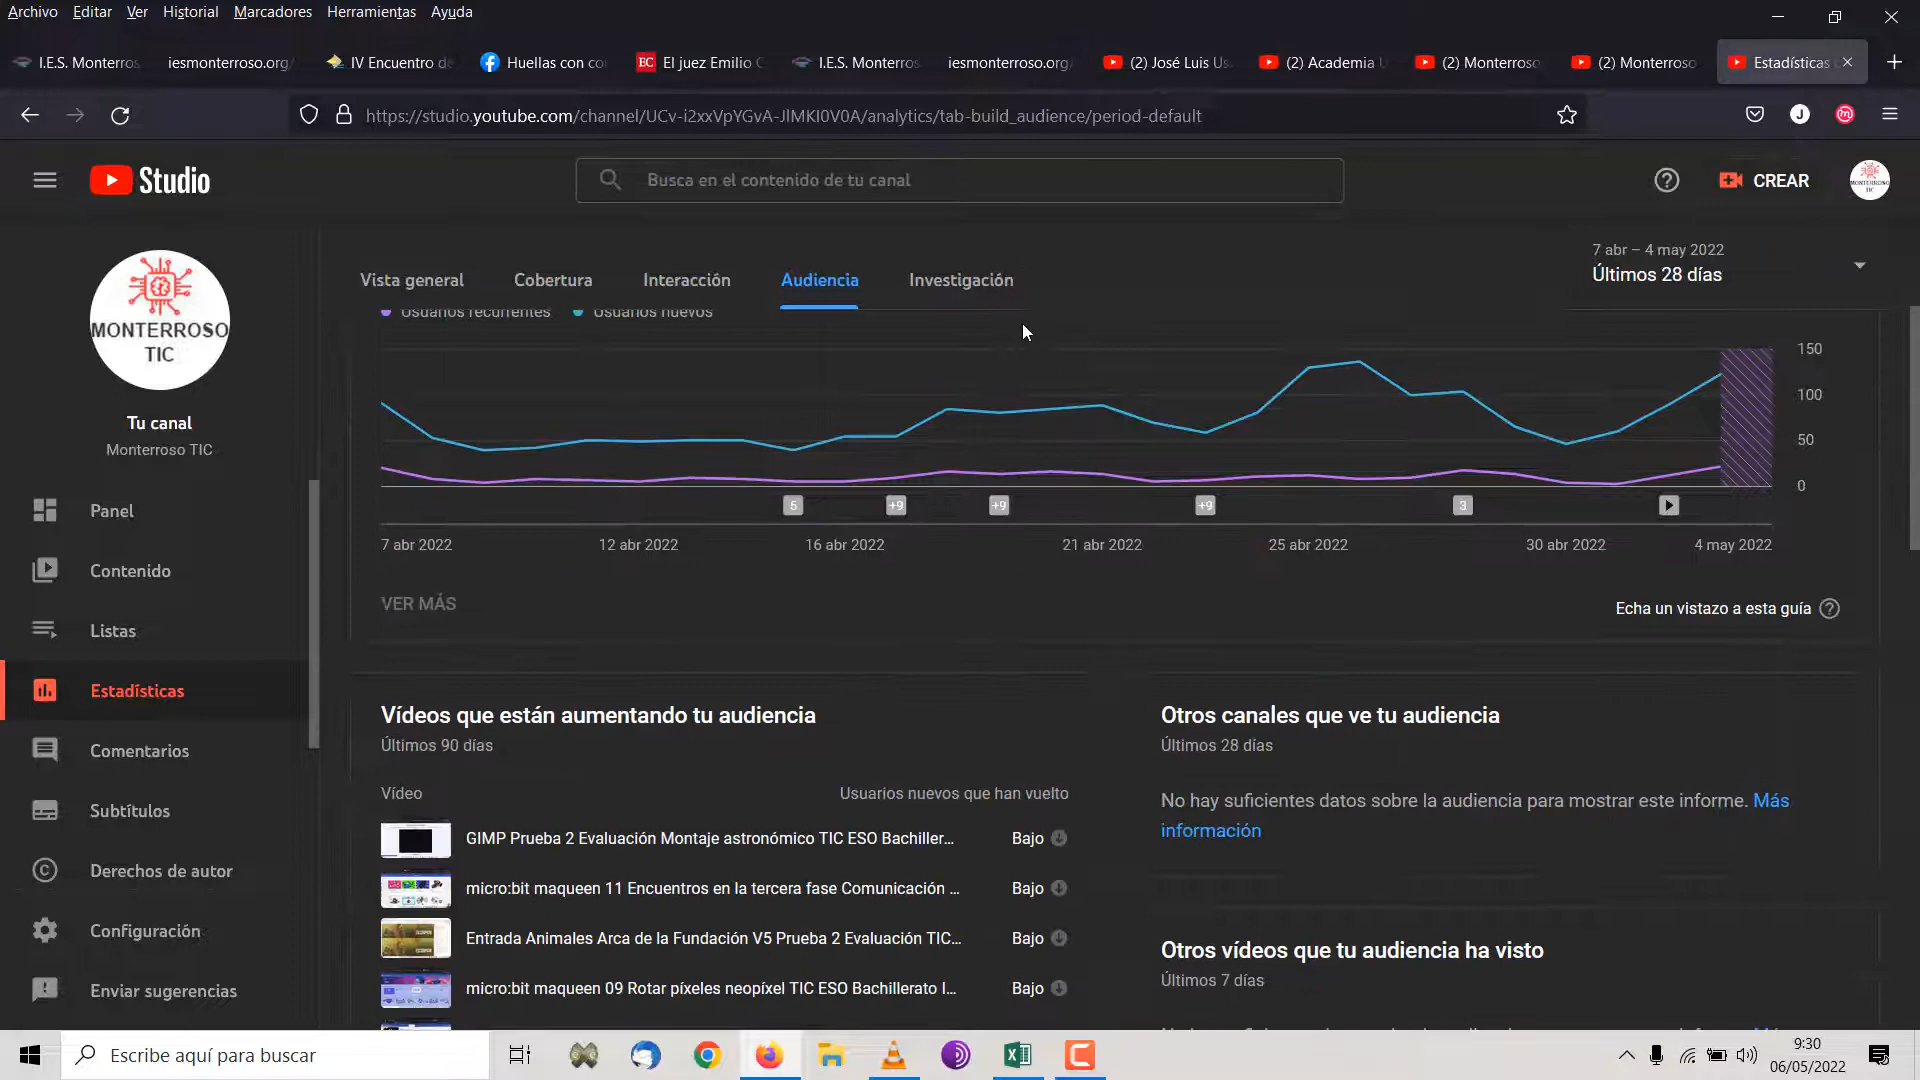 Archivo Editar Ver Historial Marcadores Herramientas Ayuda
I.E.S. Monterros iesmonterroso.org/ IV Encuentro de Huellas con co EC El juez Emilio C I.E.S. Monterros iesmonterroso.org/ (2) José Luis Us (2) Academia U (2) Monterroso (2) Monterroso Estadísticas
https://studio.youtube.com/channel/UCv-i2xxVpYGvA-JlMKI0V0A/analytics/tab-build_audience/period-default
J
Studio
Busca en el contenido de tu canal
CREAR
MONTERROSO
TIC
Tu canal
Monterroso TIC
Panel
Contenido
Listas
Estadísticas
Comentarios
Subtítulos
Derechos de autor
Configuración
Enviar sugerencias
Vista general Cobertura Interacción Audiencia Investigación
7 abr – 4 may 2022
Últimos 28 días
Usuarios recurrentes Usuarios nuevos
150
100
50
0
5 +9 +9 +9 3
7 abr 2022 12 abr 2022 16 abr 2022 21 abr 2022 25 abr 2022 30 abr 2022 4 may 2022
VER MÁS
Echa un vistazo a esta guía
Vídeos que están aumentando tu audiencia
Últimos 90 días
Vídeo Usuarios nuevos que han vuelto
GIMP Prueba 2 Evaluación Montaje astronómico TIC ESO Bachiller... Bajo
micro:bit maqueen 11 Encuentros en la tercera fase Comunicación ... Bajo
Entrada Animales Arca de la Fundación V5 Prueba 2 Evaluación TIC... Bajo
micro:bit maqueen 09 Rotar píxeles neopíxel TIC ESO Bachillerato I... Bajo
Otros canales que ve tu audiencia
Últimos 28 días
No hay suficientes datos sobre la audiencia para mostrar este informe. Más
información
Otros vídeos que tu audiencia ha visto
Últimos 7 días
Escribe aquí para buscar
9:30
06/05/2022